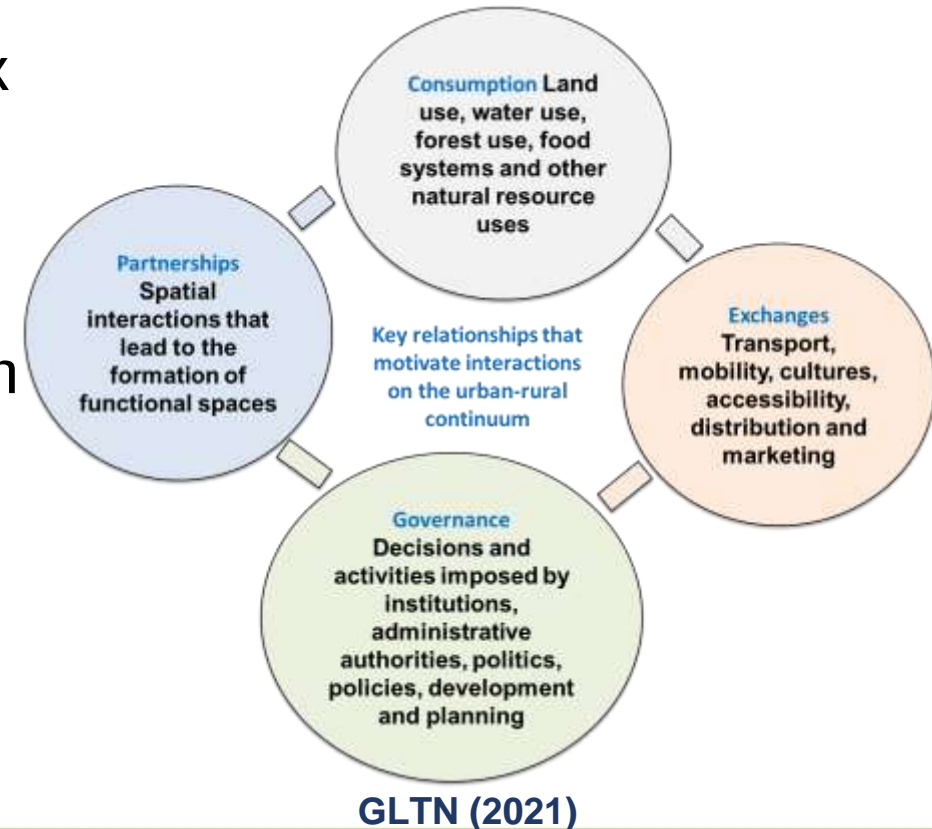 x
Consumption Land
use, water use,
forest use, food
systems and other
natural resource
uses
Partnerships
Spatial
interactions that
lead to the
formation of
functional spaces
n
Key relationships that
motivate interactions
on the urban-rural
continuum
Exchanges
Transport,
mobility, cultures,
accessibility,
distribution and
marketing
Governance
Decisions and
activities imposed by
institutions,
administrative
authorities, politics,
policies, development
and planning
GLTN (2021)